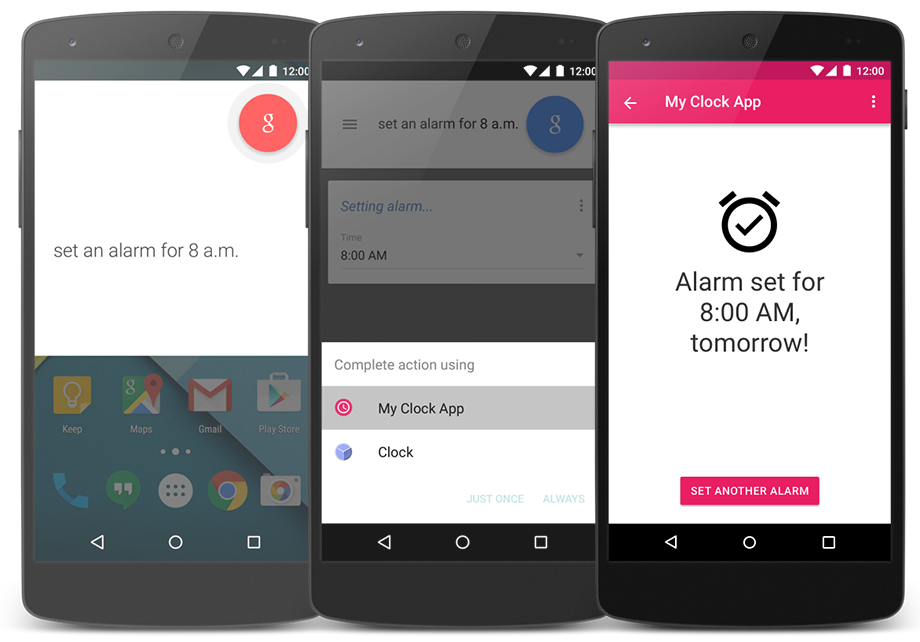 12:00
g
set an alarm for 8 a.m.
g
Keep
Maps
Gmail
Play Store
12:00
set an alarm for 8 a.m.
g
Setting alarm...
Time
8:00 AM
Complete action using
My Clock App
Clock
JUST ONCE ALWAYS
12:00
My Clock App
Alarm set for
8:00 AM,
tomorrow!
SET ANOTHER ALARM